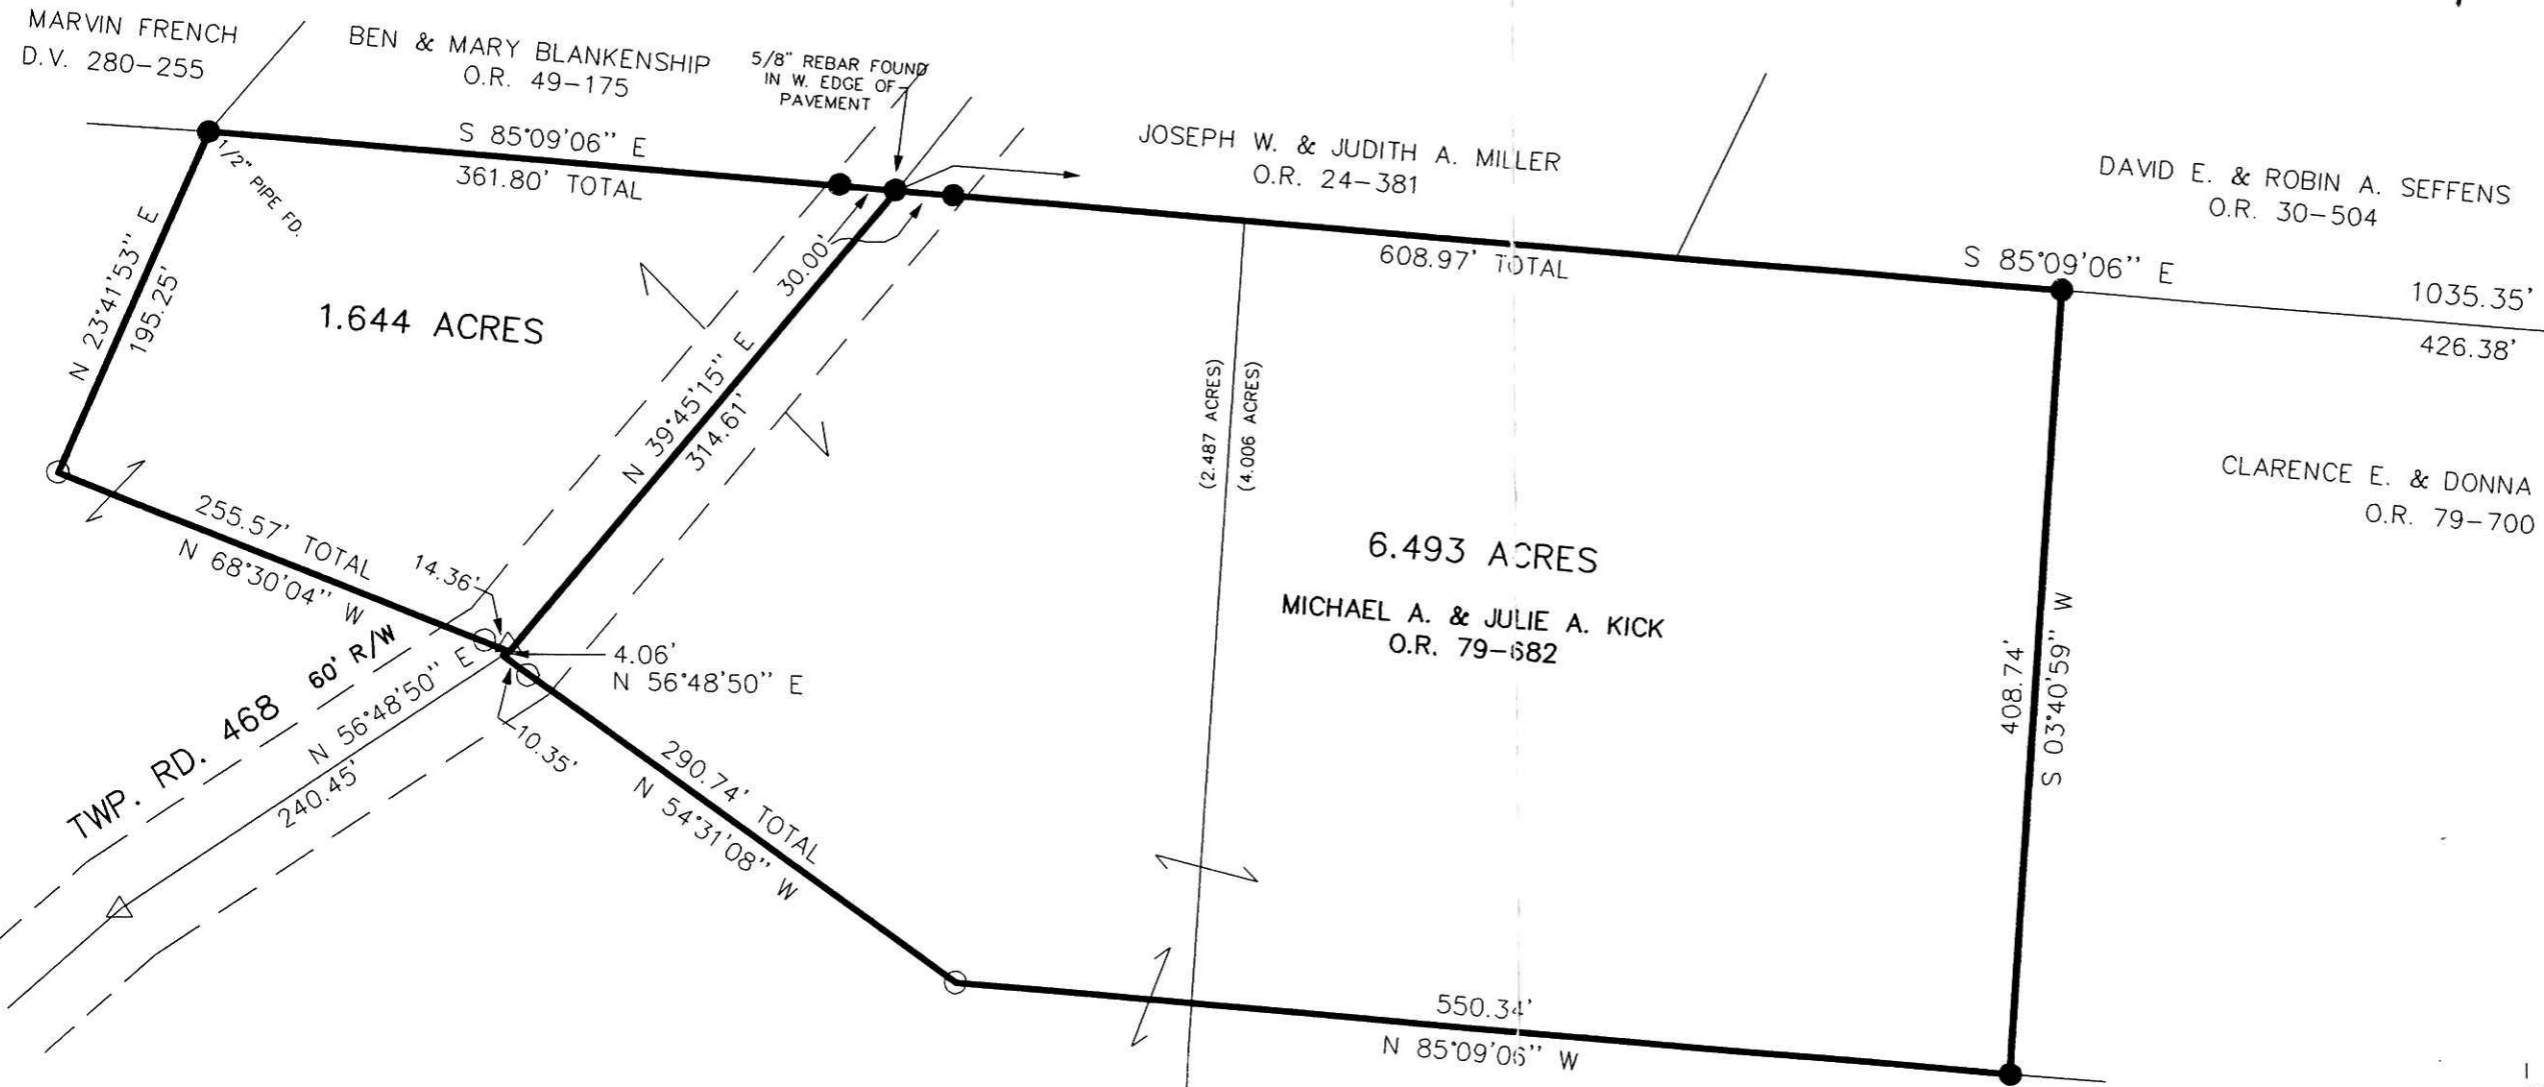 MARVIN FRENCH
D.V. 280-255
BEN & MARY BLANKENSHIP
O.R. 49-175
5/8" REBAR FOUND
IN W. EDGE OF
PAVEMENT
JOSEPH W. & JUDITH A. MILLER
O.R. 24-381
DAVID E. & ROBIN A. SEFFENS
O.R. 30-504
S 85°09'06" E
361.80' TOTAL
1/2" PIPE FD.
N 23°41'53" E
195.25'
1.644 ACRES
30.00'
608.97' TOTAL
S 85°09'06" E
1035.35'
426.38'
N 39°45'15" E
314.61'
(2.487 ACRES)
(4.006 ACRES)
CLARENCE E. & DONNA
O.R. 79-700
255.57' TOTAL
N 68°30'04" W
14.36'
6.493 ACRES
MICHAEL A. & JULIE A. KICK
O.R. 79-682
4.06'
N 56°48'50" E
TWP. RD. 468 60' R/W
N 56°48'50" E
240.45'
10.35'
290.74' TOTAL
N 54°31'08" W
408.74'
S 03°40'59" W
550.34'
N 85°09'06" W